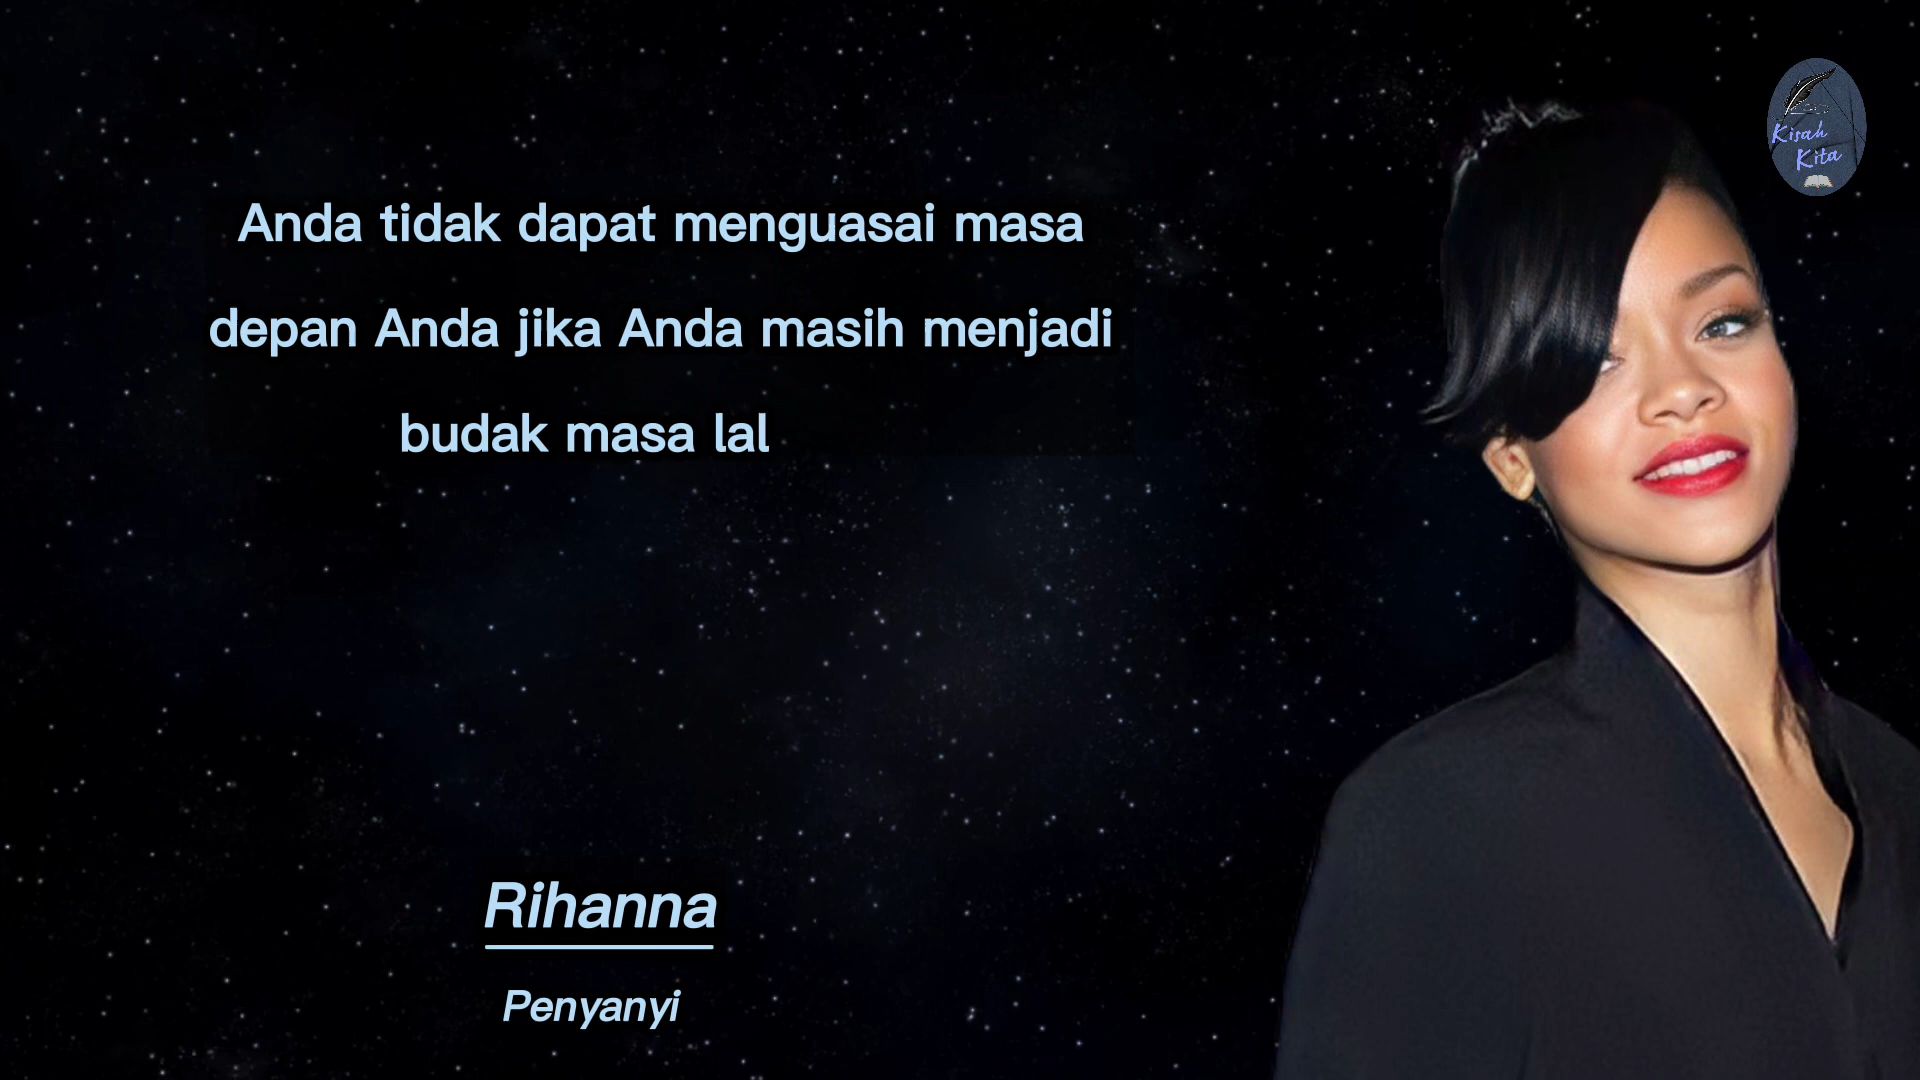 Anda tidak dapat menguasai masa
depan Anda jika Anda masih menjadi
budak masa lal
Rihanna
Penyanyi
Kisah
Kita